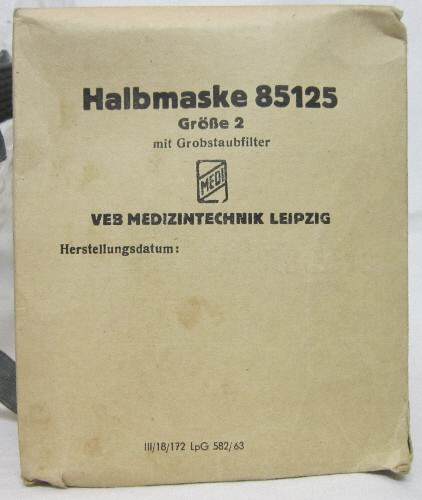 Halbmaske 85125
Größe 2
mit Grobstaubfilter
MEDI
VEB MEDIZINTECHNIK LEIPZIG
Herstellungsdatum:
III/18/172 LpG 582/63